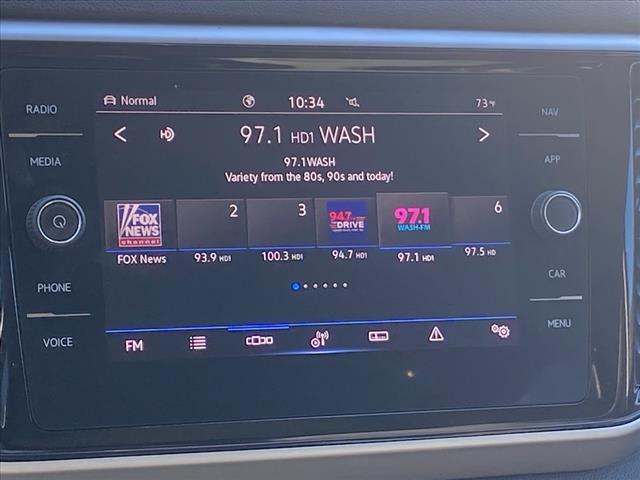 RADIO
MEDIA
PHONE
VOICE
Normal 10:34 73°F
97.1 HD1 WASH
97.1WASH
Variety from the 80s, 90s and today!
FOX NEWS channel
2
3
94.7 DRIVE
97.1 WASH-FM
6
FOX News
93.9 HD1
100.3 HD1
94.7 HD1
97.1 HD1
97.5 HD
FM
NAV
APP
CAR
MENU